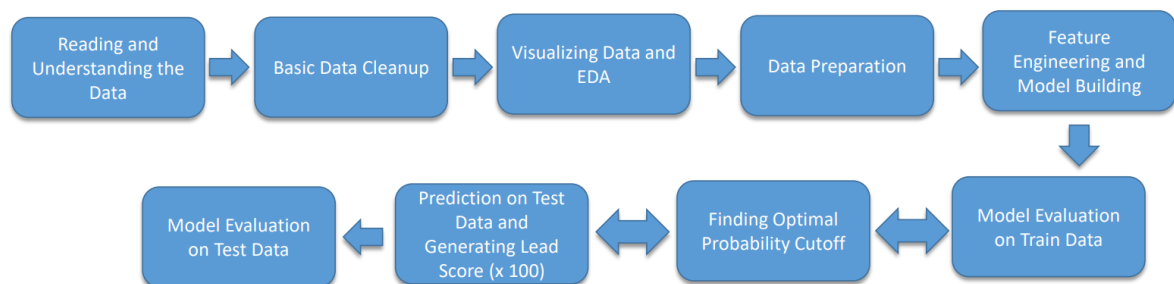 Reading and
Understanding the
Data
Basic Data Cleanup
Visualizing Data and
EDA
Data Preparation
Feature
Engineering and
Model Building
Model Evaluation
on Test Data
Prediction on Test
Data and
Generating Lead
Score (x 100)
Finding Optimal
Probability Cutoff
Model Evaluation
on Train Data